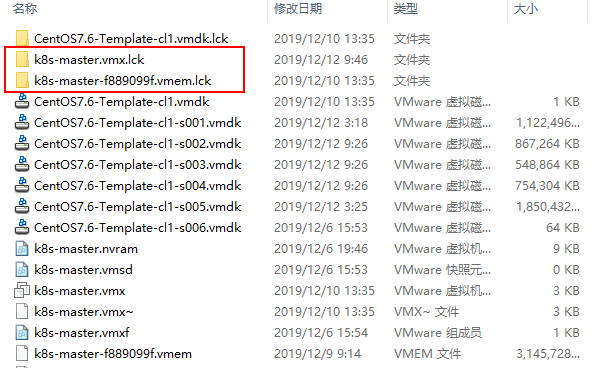 名称 修改日期 类型 大小
CentOS7.6-Template-cl1.vmdk.lck 2019/12/10 13:35 文件夹
k8s-master.vmx.lck 2019/12/12 9:46 文件夹
k8s-master-f889099f.vmem.lck 2019/12/10 13:35 文件夹
CentOS7.6-Template-cl1.vmdk 2019/12/10 13:35 VMware 虚拟磁... 1 KB
CentOS7.6-Template-cl1-s001.vmdk 2019/12/12 3:18 VMware 虚拟磁... 1,122,496...
CentOS7.6-Template-cl1-s002.vmdk 2019/12/12 9:26 VMware 虚拟磁... 867,264 KB
CentOS7.6-Template-cl1-s003.vmdk 2019/12/12 9:26 VMware 虚拟磁... 548,864 KB
CentOS7.6-Template-cl1-s004.vmdk 2019/12/12 9:26 VMware 虚拟磁... 754,304 KB
CentOS7.6-Template-cl1-s005.vmdk 2019/12/12 3:25 VMware 虚拟磁... 1,850,432...
CentOS7.6-Template-cl1-s006.vmdk 2019/12/6 15:53 VMware 虚拟磁... 64 KB
k8s-master.nvram 2019/12/6 19:46 VMware 虚拟机... 9 KB
k8s-master.vmsd 2019/12/6 15:53 VMware 快照元... 0 KB
k8s-master.vmx 2019/12/10 13:35 VMware 虚拟机... 3 KB
k8s-master.vmx~ 2019/12/10 13:35 VMX~ 文件 3 KB
k8s-master.vmxf 2019/12/6 15:54 VMware 组成员 1 KB
k8s-master-f889099f.vmem 2019/12/9 9:14 VMEM 文件 3,145,728...